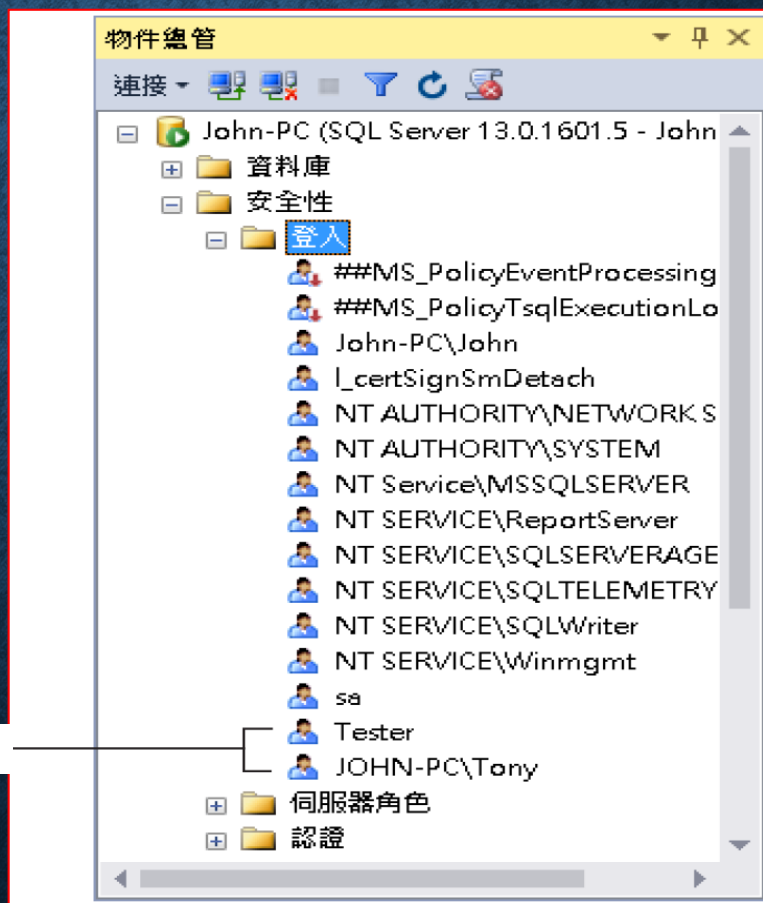 物件總管
連接
John-PC (SQL Server 13.0.1601.5 - John
資料庫
安全性
登入
##MS_PolicyEventProcessing
##MS_PolicyTsqlExecutionLo
John-PC\John
l_certSignSmDetach
NT AUTHORITY\NETWORK S
NT AUTHORITY\SYSTEM
NT Service\MSSQLSERVER
NT SERVICE\ReportServer
NT SERVICE\SQLSERVERAGE
NT SERVICE\SQLTELEMETRY
NT SERVICE\SQLWriter
NT SERVICE\Winmgmt
sa
Tester
JOHN-PC\Tony
伺服器角色
認證